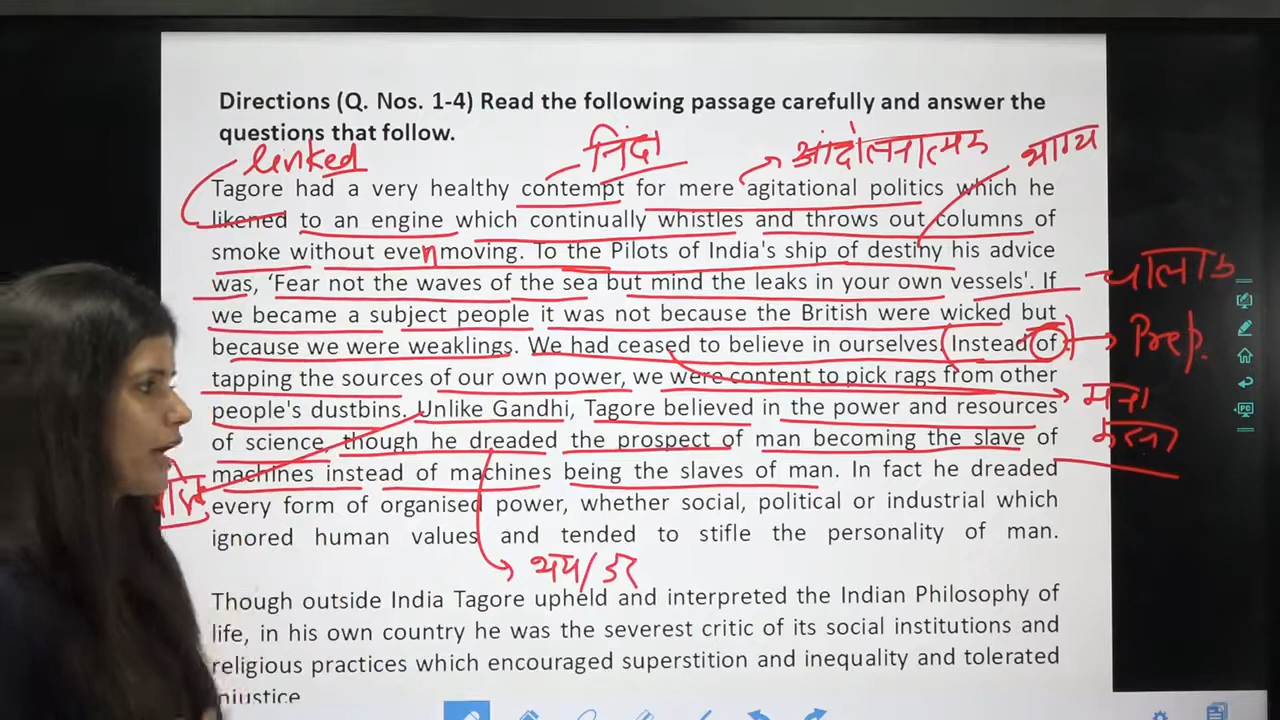 Directions (Q. Nos. 1-4) Read the following passage carefully and answer the
questions that follow.
linked निंदा आंदोलनात्मक भाग्य
Tagore had a very healthy contempt for mere agitational politics which he
likened to an engine which continually whistles and throws out columns of
smoke without even moving. To the Pilots of India's ship of destiny his advice
was, ‘Fear not the waves of the sea but mind the leaks in your own vessels'. If
चालाक
we became a subject people it was not because the British were wicked but
because we were weaklings. We had ceased to believe in ourselves. Instead of
Prep.
tapping the sources of our own power, we were content to pick rags from other
people's dustbins. Unlike Gandhi, Tagore believed in the power and resources
मना
करना
of science, though he dreaded the prospect of man becoming the slave of
machines instead of machines being the slaves of man. In fact he dreaded
every form of organised power, whether social, political or industrial which
ignored human values and tended to stifle the personality of man.
भय/डर
Though outside India Tagore upheld and interpreted the Indian Philosophy of
life, in his own country he was the severest critic of its social institutions and
religious practices which encouraged superstition and inequality and tolerated
injustice